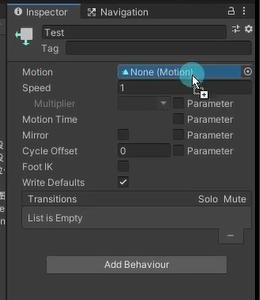 Inspector
Navigation
Test
Tag
Motion
None (Motion)
Speed
1
Multiplier
Parameter
Motion Time
Parameter
Mirror
Parameter
Cycle Offset
0
Parameter
Foot IK
Write Defaults
Transitions Solo Mute
List is Empty
Add Behaviour